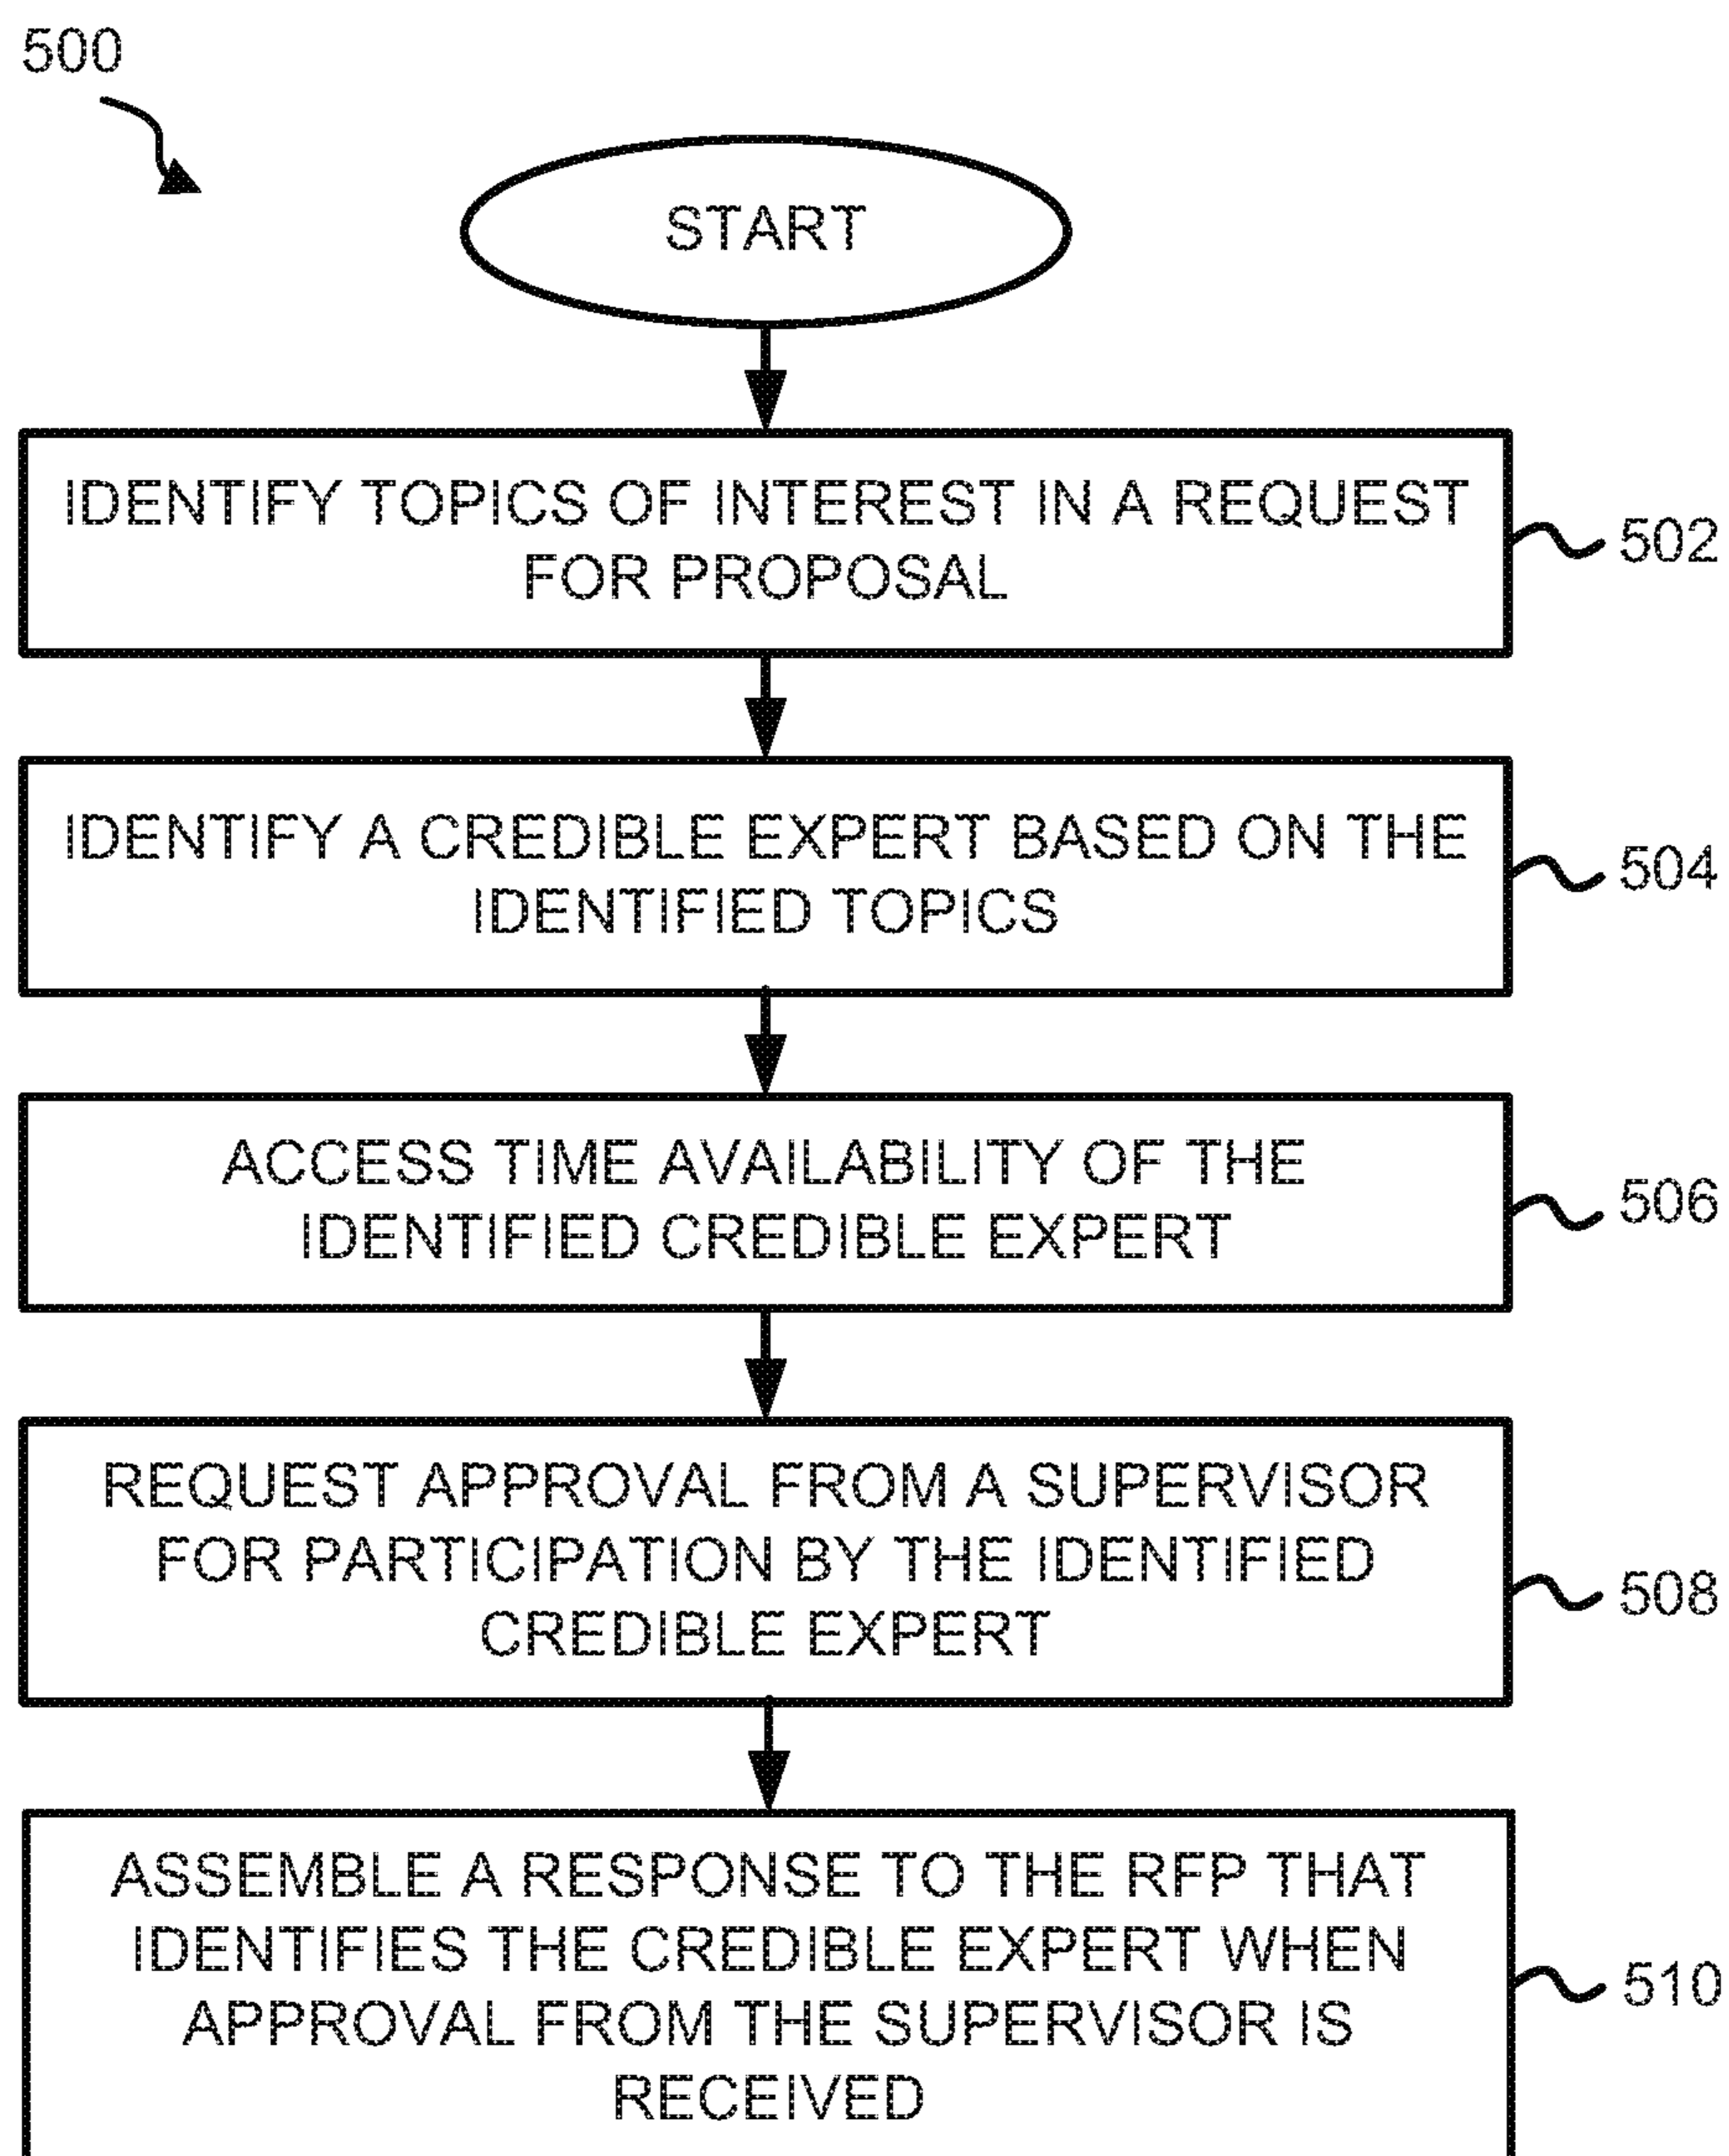 500
START
IDENTIFY TOPICS OF INTEREST IN A REQUEST
FOR PROPOSAL
502
IDENTIFY A CREDIBLE EXPERT BASED ON THE
IDENTIFIED TOPICS
504
ACCESS TIME AVAILABILITY OF THE
IDENTIFIED CREDIBLE EXPERT
506
REQUEST APPROVAL FROM A SUPERVISOR
FOR PARTICIPATION BY THE IDENTIFIED
CREDIBLE EXPERT
508
ASSEMBLE A RESPONSE TO THE RFP THAT
IDENTIFIES THE CREDIBLE EXPERT WHEN
APPROVAL FROM THE SUPERVISOR IS
RECEIVED
510